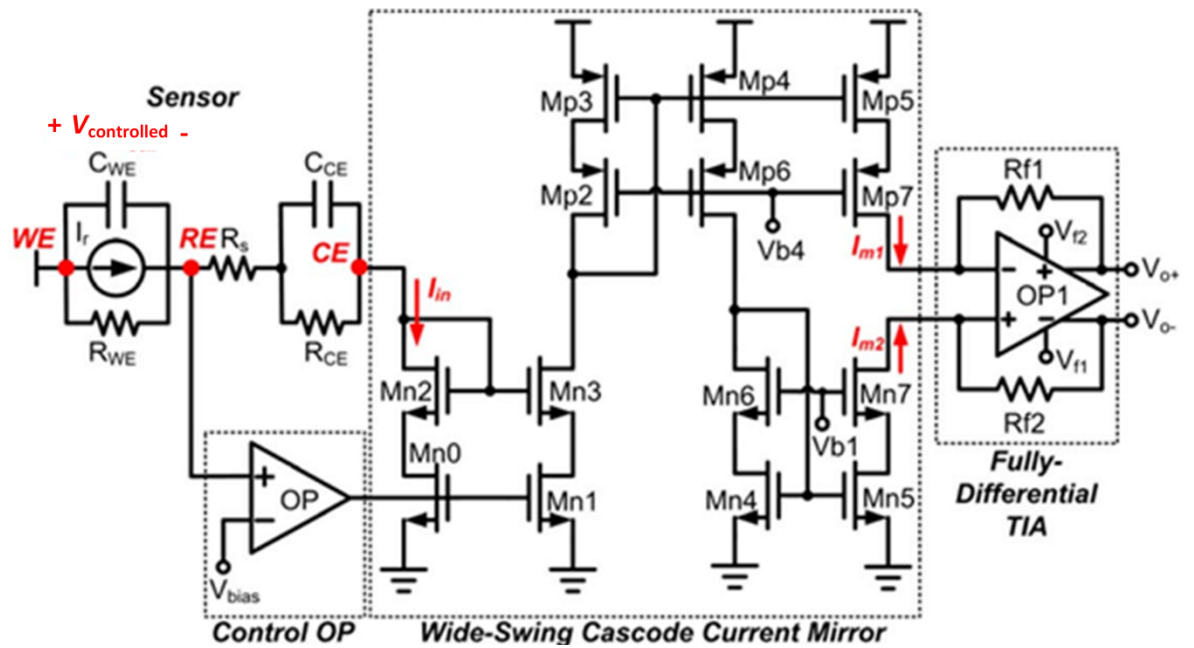 Sensor
+ Vcontrolled -
CWE
CCE
WE
Ir
RE
Rs
CE
RWE
RCE
Iin
Mp3
Mp4
Mp5
Mp2
Mp6
Mp7
Vb4
Im1
Im2
Mn2
Mn3
Mn0
Mn1
Mn6
Mn7
Vb1
Mn4
Mn5
Rf1
Vf2
-
+
OP1
Vo+
+
-
Vo-
Vf1
Rf2
Fully-
Differential
TIA
+
OP
-
Vbias
Control OP
Wide-Swing Cascode Current Mirror